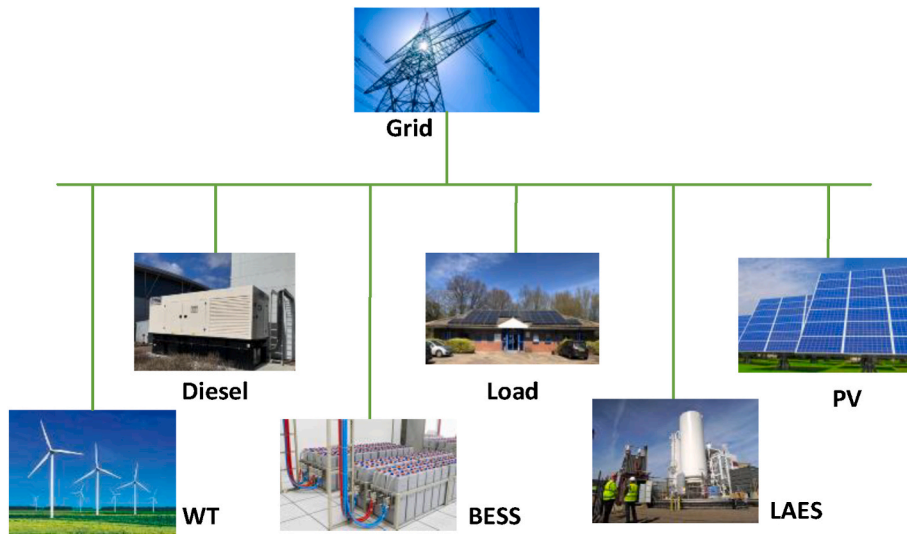 Grid
Diesel
Load
PV
WT
BESS
LAES